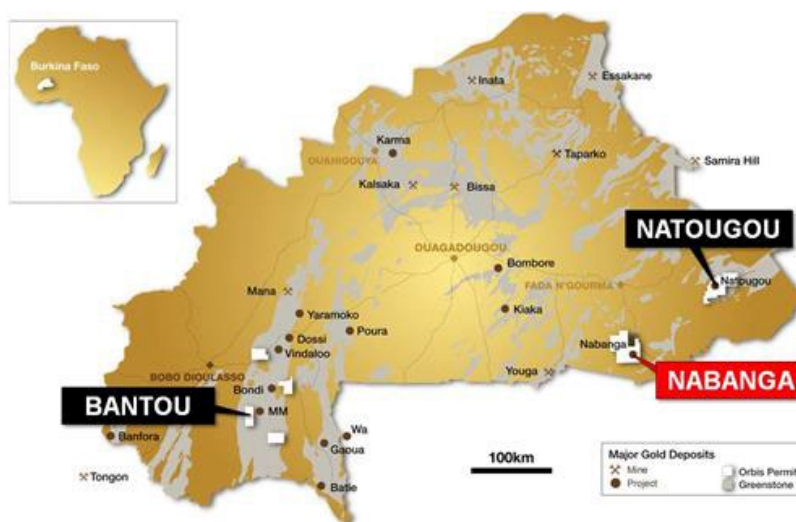 Burkina Faso
Inata
Essakane
Karma
OUAHIGOUYA
Taparko
Samira Hill
Kalsaka
Bissa
NATOUGOU
OUAGADOUGOU
Bombore
Natougou
FADA N'GOURMA
Mana
Yaramoko
Kiaka
Poura
Dossi
Vindaloo
Nabanga
Youga
BOBO DIOULASSO
NABANGA
Bondi
BANTOU
MM
Banfora
Wa
Gaoua
Tongon
Batie
100km
Major Gold Deposits
Mine
Project
Orbis Permit
Greenstone